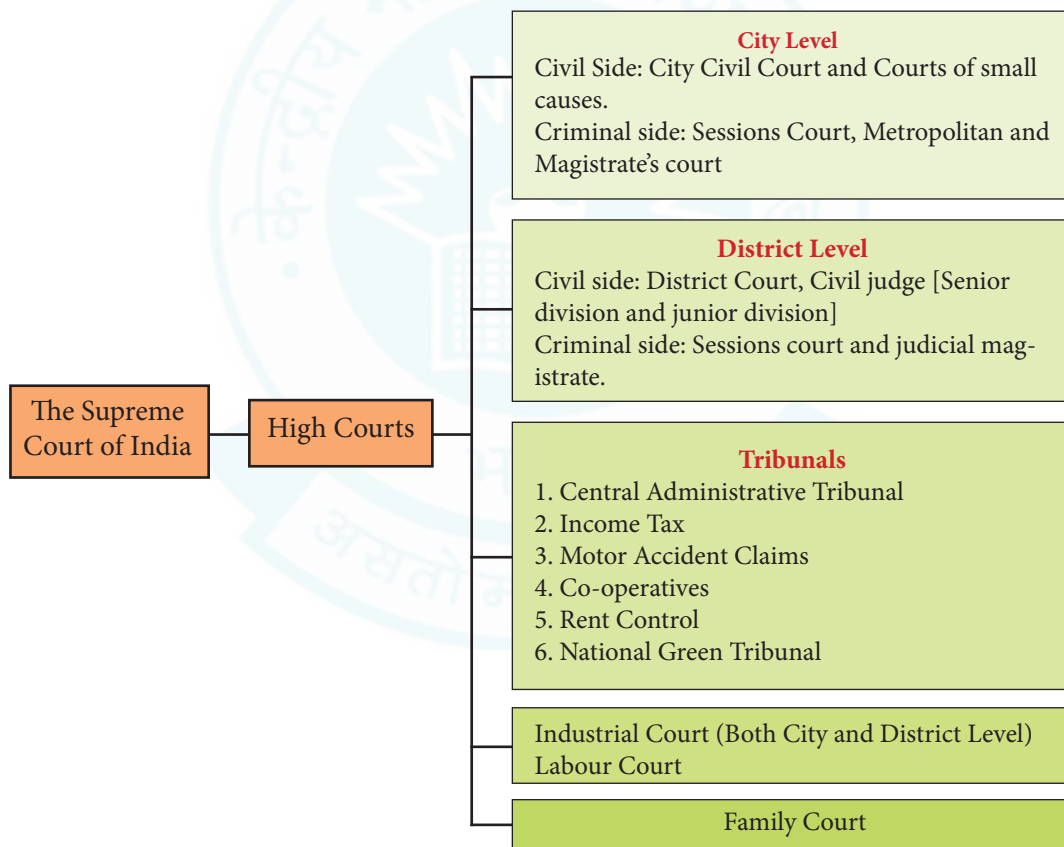 City Level
Civil Side: City Civil Court and Courts of small
causes.
Criminal side: Sessions Court, Metropolitan and
Magistrate’s court
District Level
Civil side: District Court, Civil judge [Senior
division and junior division]
Criminal side: Sessions court and judicial mag-
istrate.
The Supreme
Court of India
High Courts
Tribunals
1. Central Administrative Tribunal
2. Income Tax
3. Motor Accident Claims
4. Co-operatives
5. Rent Control
6. National Green Tribunal
Industrial Court (Both City and District Level)
Labour Court
Family Court
केन्द्रीय
असतो